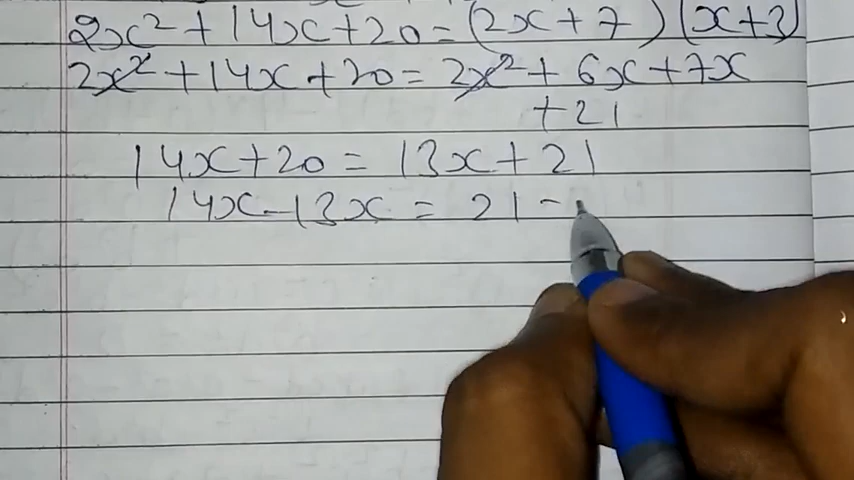 2x² + 14x + 20 = (2x + 7) (x + 3)
2x² + 14x + 20 = 2x² + 6x + 7x
+ 21
14x + 20 = 13x + 21
14x - 13x = 21 -